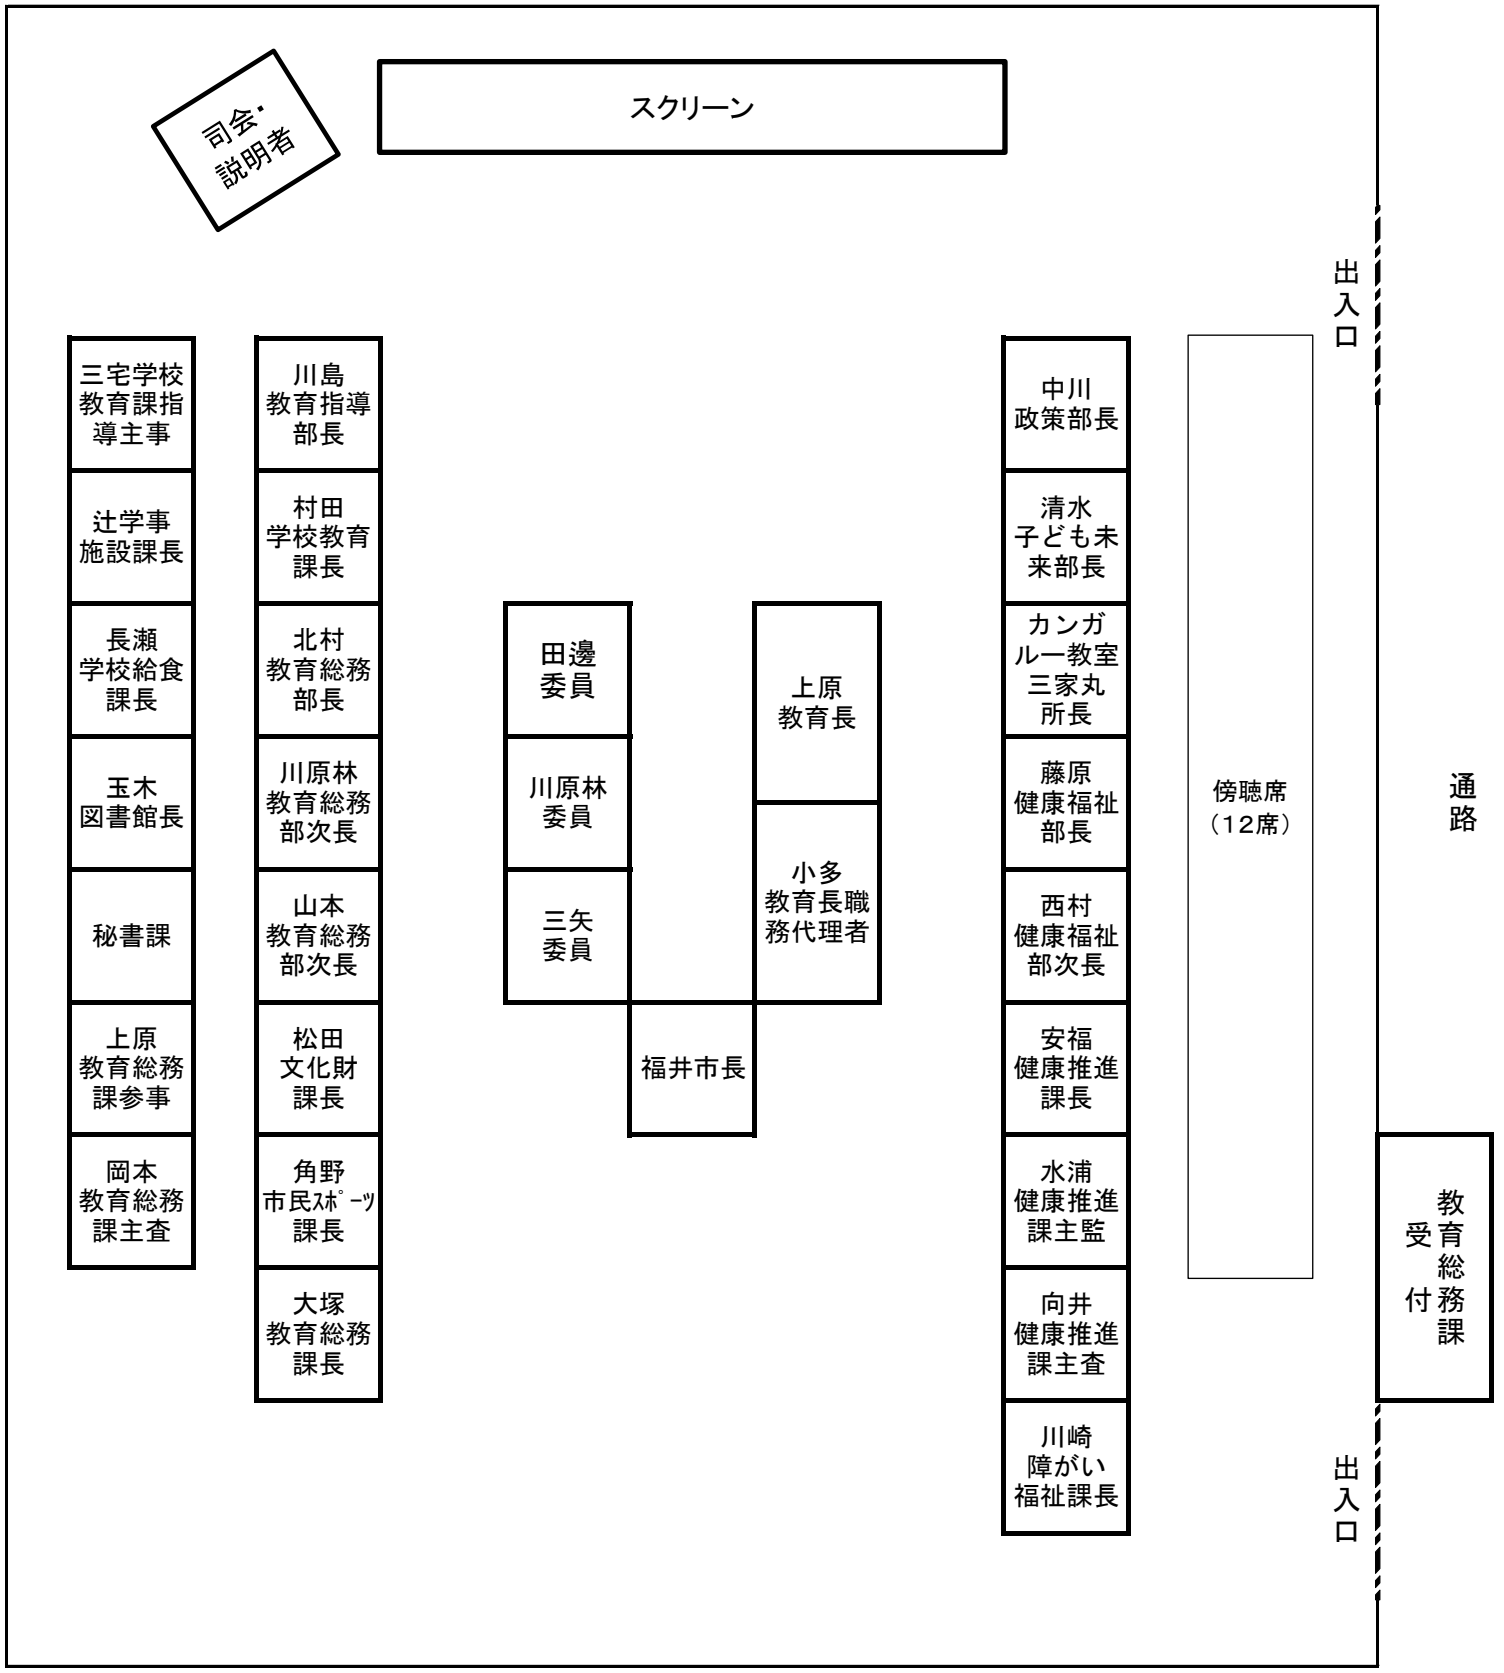 司会・
説明者
スクリーン
出入口
三宅学校
教育課指
導主事
辻学事
施設課長
長瀬
学校給食
課長
玉木
図書館長
秘書課
上原
教育総務
課参事
岡本
教育総務
課主査
川島
教育指導
部長
村田
学校教育
課長
北村
教育総務
部長
川原林
教育総務
部次長
山本
教育総務
部次長
松田
文化財
課長
角野
市民ｽﾎﾟｰﾂ
課長
大塚
教育総務
課長
田邊
委員
川原林
委員
三矢
委員
福井市長
上原
教育長
小多
教育長職
務代理者
中川
政策部長
清水
子ども未
来部長
カンガ
ルー教室
三家丸
所長
藤原
健康福祉
部長
西村
健康福祉
部次長
安福
健康推進
課長
水浦
健康推進
課主監
向井
健康推進
課主査
川崎
障がい
福祉課長
傍聴席
（１２席）
通路
教育総務課
受付
出入口